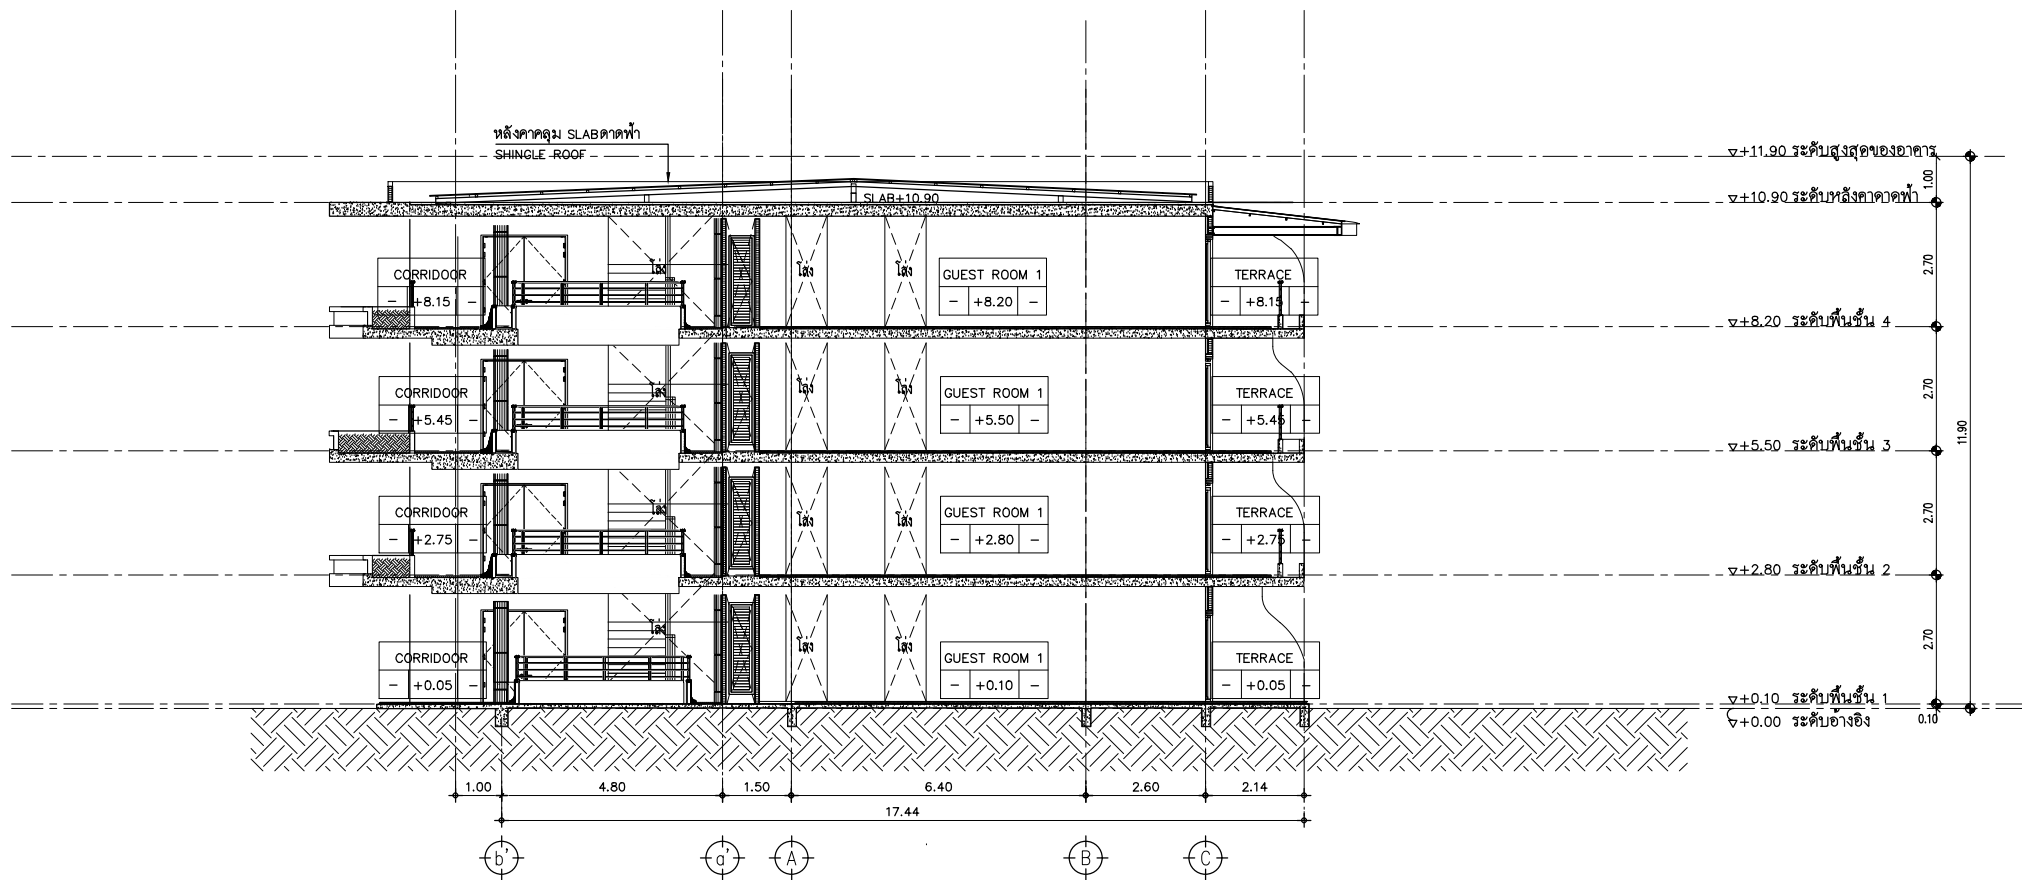 หลังคาคลุม SLABดาดฟ้า
SHINGLE ROOF
▽+11.90 ระดับสูงสุดของอาคาร
1.00
SLAB+10.90
▽+10.90 ระดับหลังคาดาดฟ้า
2.70
CORRIDOOR
- +8.15 -
โล่ง
โล่ง
โล่ง
GUEST ROOM 1
- +8.20 -
TERRACE
- +8.15 -
▽+8.20 ระดับพื้นชั้น 4
2.70
CORRIDOOR
- +5.45 -
โล่ง
โล่ง
โล่ง
GUEST ROOM 1
- +5.50 -
TERRACE
- +5.45 -
11.90
▽+5.50 ระดับพื้นชั้น 3
2.70
CORRIDOOR
- +2.75 -
โล่ง
โล่ง
โล่ง
GUEST ROOM 1
- +2.80 -
TERRACE
- +2.75 -
▽+2.80 ระดับพื้นชั้น 2
2.70
CORRIDOOR
- +0.05 -
โล่ง
โล่ง
โล่ง
GUEST ROOM 1
- +0.10 -
TERRACE
- +0.05 -
▽+0.10 ระดับพื้นชั้น 1
▽+0.00 ระดับอ้างอิง
0.10
1.00 4.80 1.50 6.40 2.60 2.14
17.44
b' a' A B C